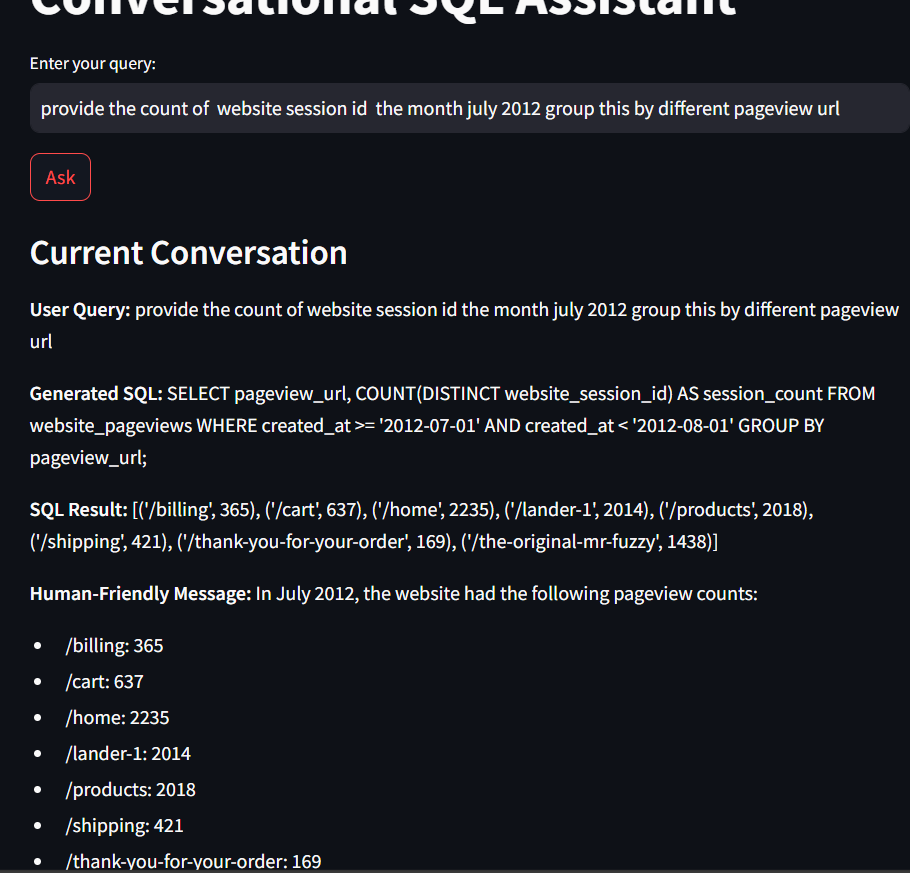 Conversational SQL Assistant
Enter your query:
provide the count of  website session id  the month july 2012 group this by different pageview url
Ask
Current Conversation
User Query: provide the count of website session id the month july 2012 group this by different pageview
url
Generated SQL: SELECT pageview_url, COUNT(DISTINCT website_session_id) AS session_count FROM
website_pageviews WHERE created_at >= '2012-07-01' AND created_at < '2012-08-01' GROUP BY
pageview_url;
SQL Result: [('/billing', 365), ('/cart', 637), ('/home', 2235), ('/lander-1', 2014), ('/products', 2018),
('/shipping', 421), ('/thank-you-for-your-order', 169), ('/the-original-mr-fuzzy', 1438)]
Human-Friendly Message: In July 2012, the website had the following pageview counts:
• /billing: 365
• /cart: 637
• /home: 2235
• /lander-1: 2014
• /products: 2018
• /shipping: 421
• /thank-you-for-your-order: 169